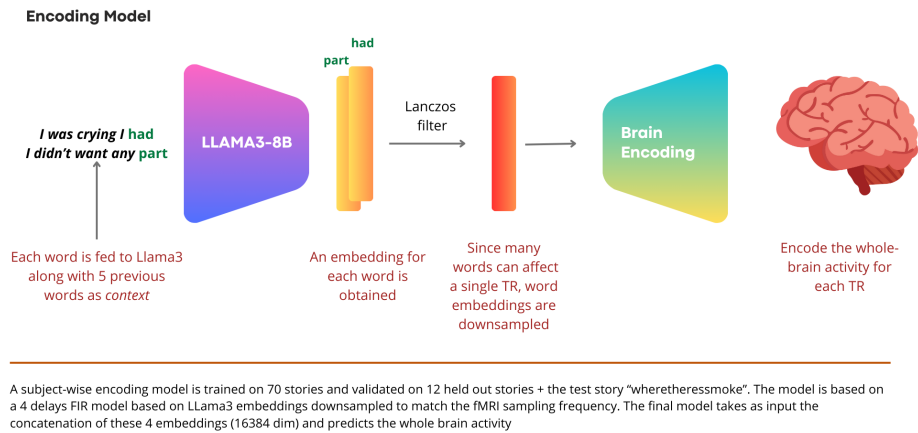 Encoding Model
had
part
Lanczos
filter
I was crying I had
I didn't want any part
LLAMA3-8B
Brain
Encoding
Each word is fed to Llama3
along with 5 previous
words as context
An embedding for
each word is
obtained
Since many
words can affect
a single TR, word
embeddings are
downsampled
Encode the whole-
brain activity for
each TR
A subject-wise encoding model is trained on 70 stories and validated on 12 held out stories + the test story “wheretheressmoke”. The model is based on
a 4 delays FIR model based on LLama3 embeddings downsampled to match the fMRI sampling frequency. The final model takes as input the
concatenation of these 4 embeddings (16384 dim) and predicts the whole brain activity